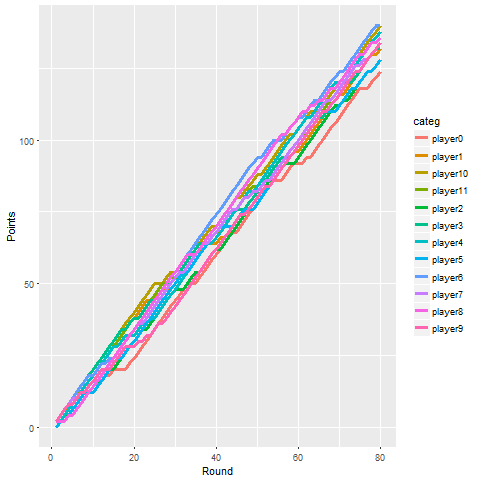 100
50
0
Points
0
20
40
60
80
Round
categ
player0
player1
player10
player11
player2
player3
player4
player5
player6
player7
player8
player9